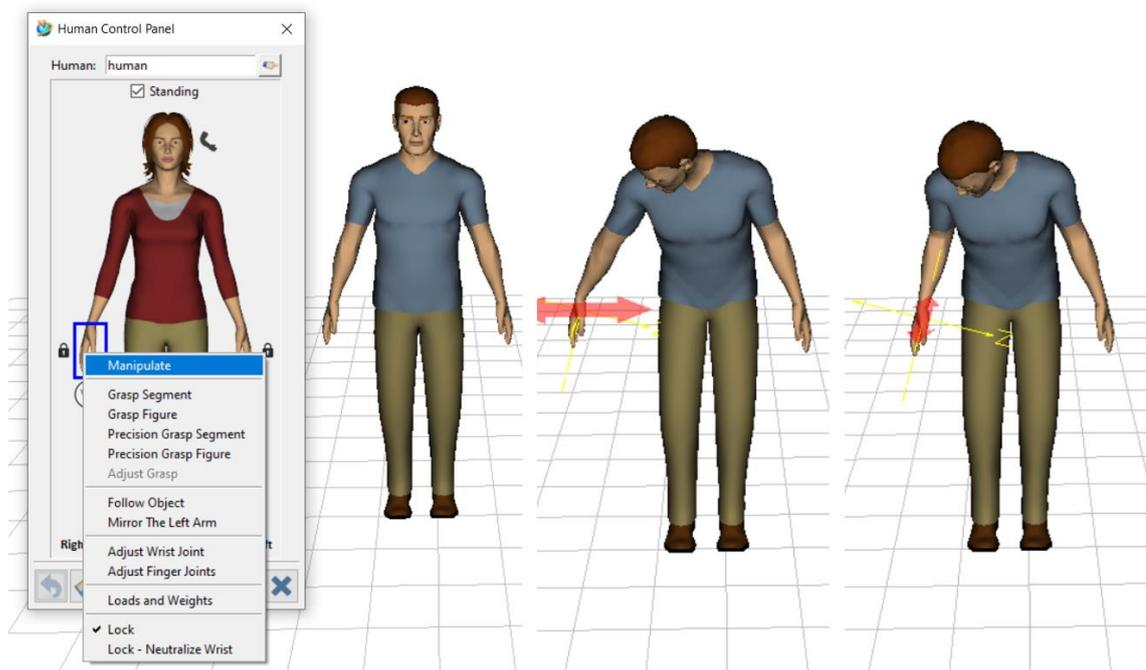 Human Control Panel
Human: human
Standing
Manipulate
Grasp Segment
Grasp Figure
Precision Grasp Segment
Precision Grasp Figure
Adjust Grasp
Follow Object
Mirror The Left Arm
Adjust Wrist Joint
Adjust Finger Joints
Loads and Weights
Lock
Lock - Neutralize Wrist